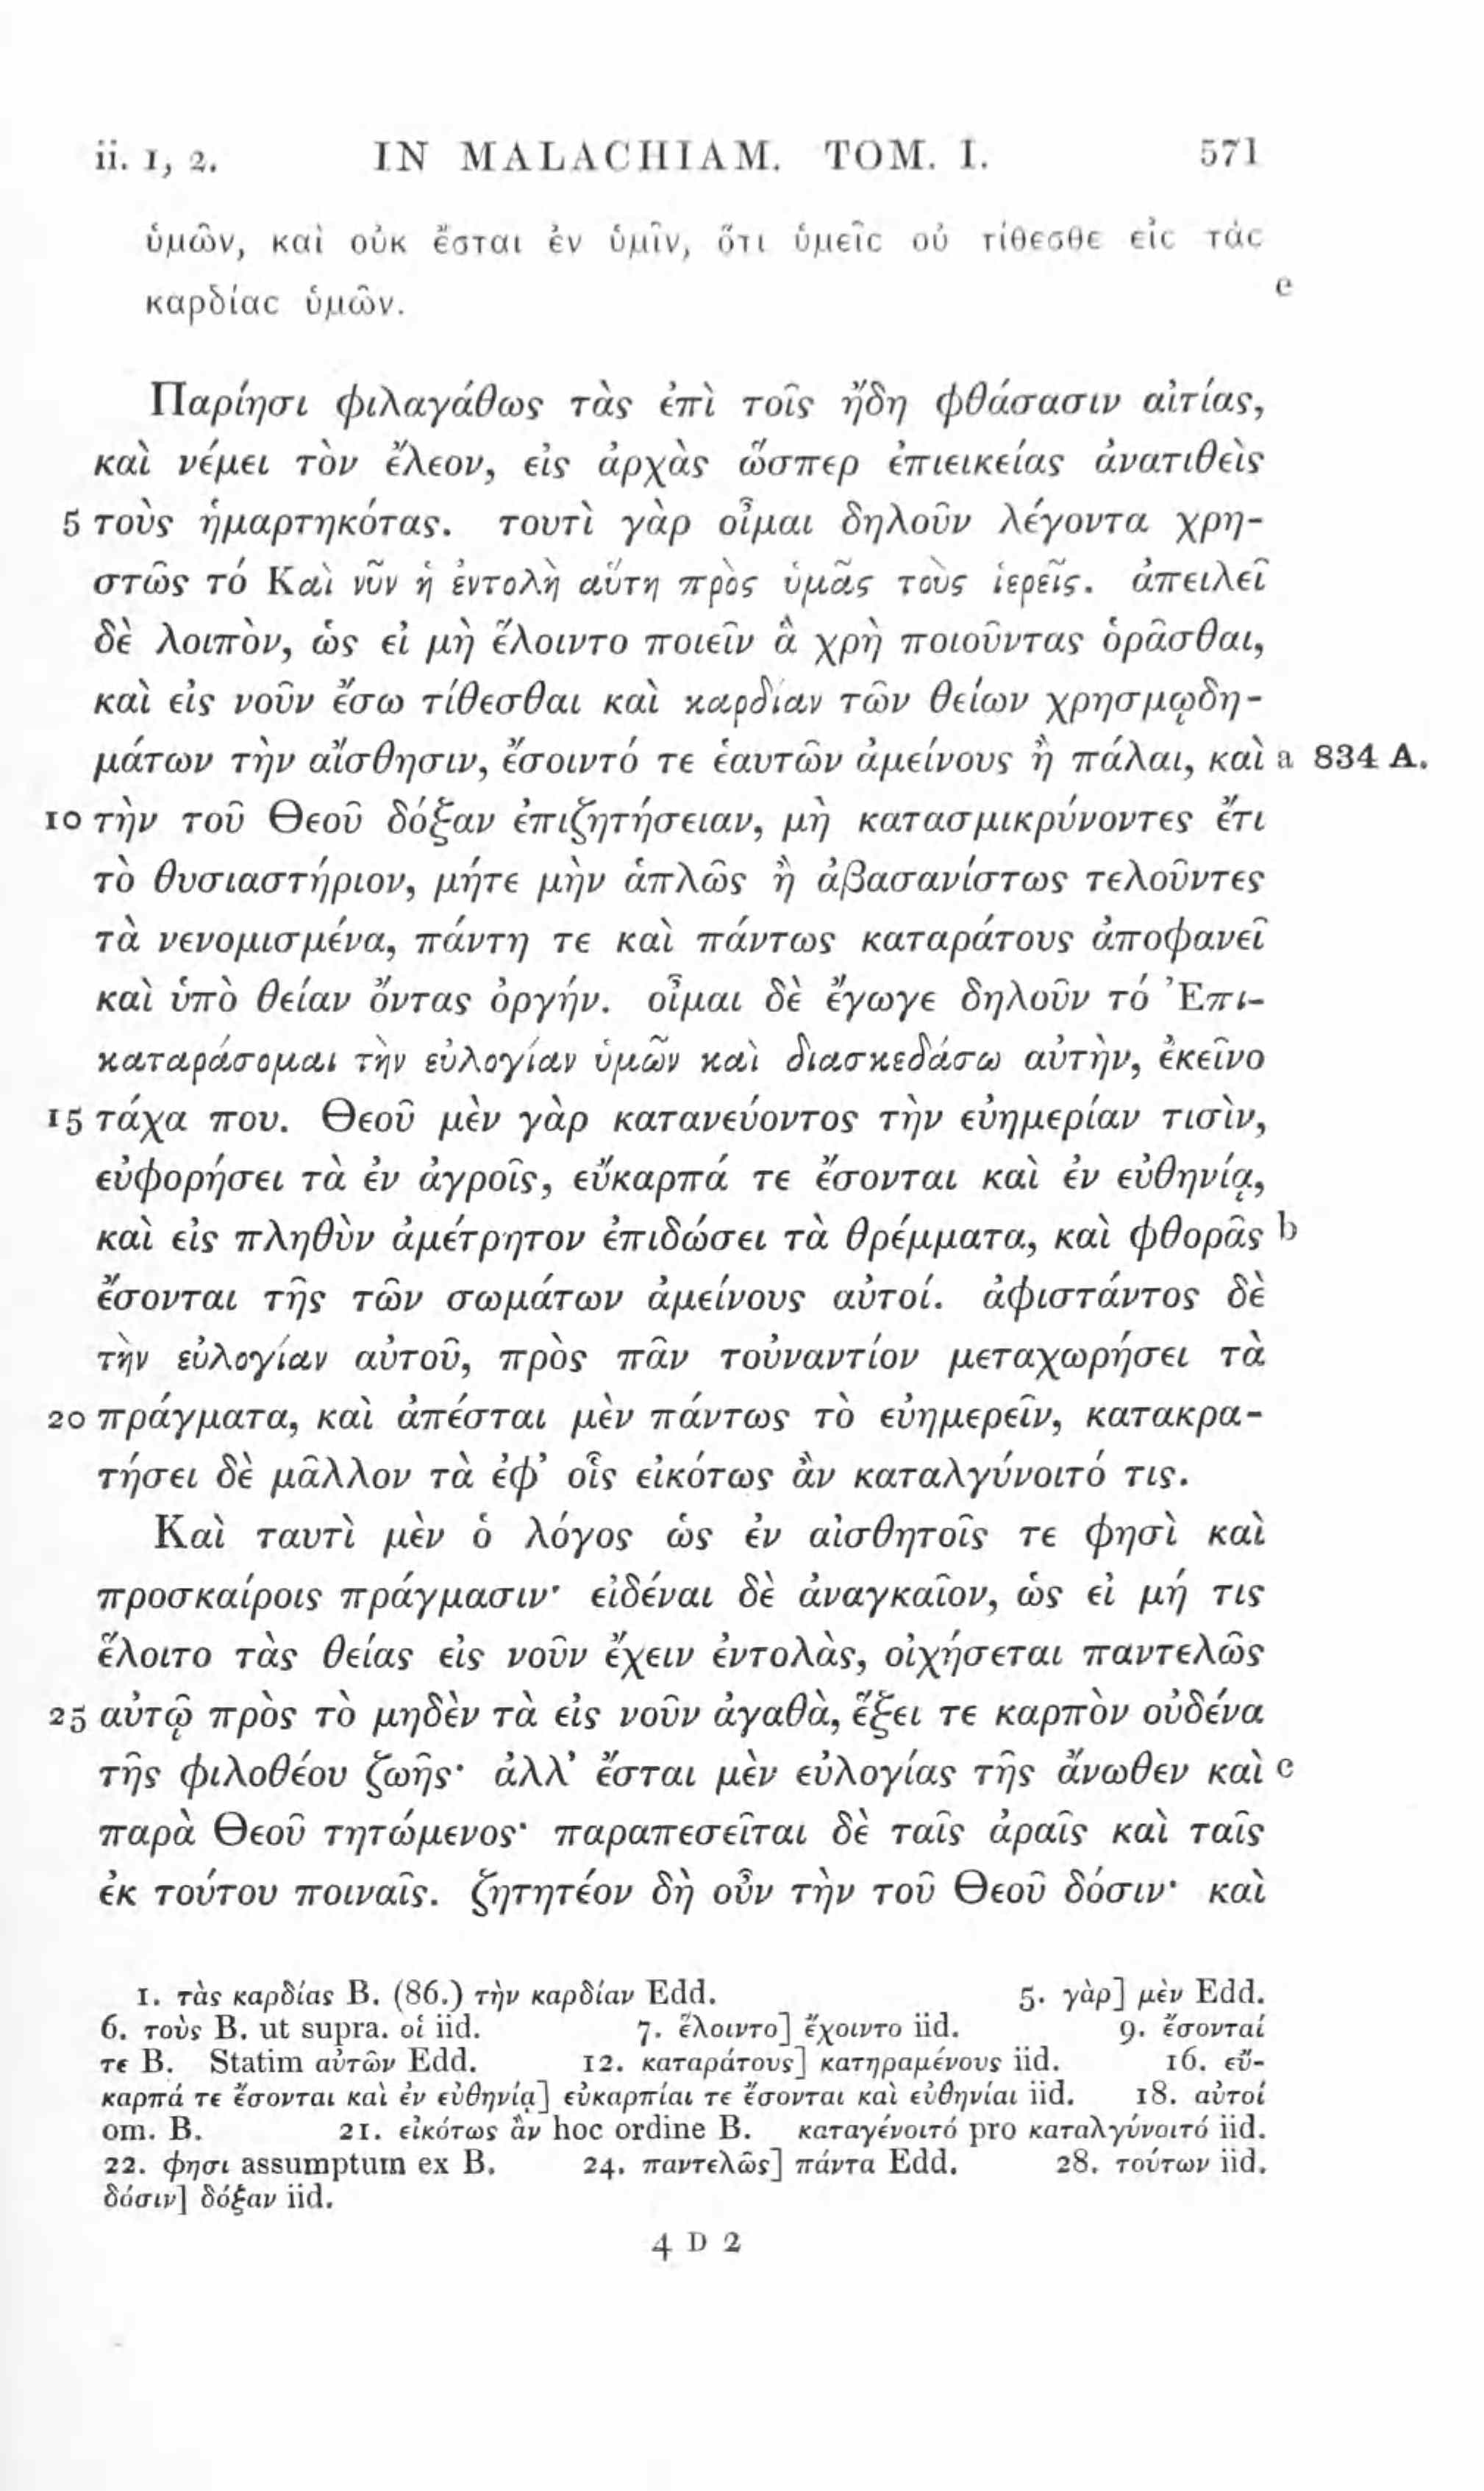 ii. 1, 2. IN MALACHIAM. TOM. I. 571
ὑμῶν, καὶ οὐκ ἔσται ἐν ὑμῖν, ὅτι ὑμεῖς οὐ τίθεσθε εἰς τὰς
καρδίας ὑμῶν. e
Παρίησι φιλαγάθως τὰς ἐπὶ τοῖς ἤδη φθάσασιν αἰτίας,
καὶ νέμει τὸν ἔλεον, εἰς ἀρχὰς ὥσπερ ἐπιεικείας ἀνατιθεὶς
5 τοὺς ἡμαρτηκότας. τουτὶ γὰρ οἶμαι δηλοῦν λέγοντα χρη-
στῶς τό Καὶ νῦν ἡ ἐντολὴ αὕτη πρὸς ὑμᾶς τοὺς ἱερεῖς. ἀπειλεῖ
δὲ λοιπὸν, ὡς εἰ μὴ ἕλοιντο ποιεῖν ἃ χρὴ ποιοῦντας ὁρᾶσθαι,
καὶ εἰς νοῦν ἔσω τίθεσθαι καὶ καρδίαν τῶν θείων χρησμῳδη-
μάτων τὴν αἴσθησιν, ἔσοιντό τε ἑαυτῶν ἀμείνους ἢ πάλαι, καὶ a 834 A.
10 τὴν τοῦ Θεοῦ δόξαν ἐπιζητήσειαν, μὴ κατασμικρύνοντες ἔτι
τὸ θυσιαστήριον, μήτε μὴν ἁπλῶς ἢ ἀβασανίστως τελοῦντες
τὰ νενομισμένα, πάντη τε καὶ πάντως καταράτους ἀποφανεῖ
καὶ ὑπὸ θείαν ὄντας ὀργήν. οἶμαι δὲ ἔγωγε δηλοῦν τό Ἐπι-
καταράσομαι τὴν εὐλογίαν ὑμῶν καὶ διασκεδάσω αὐτὴν, ἐκεῖνο
15 τάχα που. Θεοῦ μὲν γὰρ κατανεύοντος τὴν εὐημερίαν τισὶν,
εὐφορήσει τὰ ἐν ἀγροῖς, εὔκαρπά τε ἔσονται καὶ ἐν εὐθηνίᾳ,
καὶ εἰς πληθὺν ἀμέτρητον ἐπιδώσει τὰ θρέμματα, καὶ φθορᾶς b
ἔσονται τῆς τῶν σωμάτων ἀμείνους αὐτοί. ἀφιστάντος δὲ
τὴν εὐλογίαν αὐτοῦ, πρὸς πᾶν τοὐναντίον μεταχωρήσει τὰ
20 πράγματα, καὶ ἀπέσται μὲν πάντως τὸ εὐημερεῖν, κατακρα-
τήσει δὲ μᾶλλον τὰ ἐφ’ οἷς εἰκότως ἂν καταλγύνοιτό τις.
Καὶ ταυτὶ μὲν ὁ λόγος ὡς ἐν αἰσθητοῖς τε φησὶ καὶ
προσκαίροις πράγμασιν· εἰδέναι δὲ ἀναγκαῖον, ὡς εἰ μή τις
ἕλοιτο τὰς θείας εἰς νοῦν ἔχειν ἐντολὰς, οἰχήσεται παντελῶς
25 αὐτῷ πρὸς τὸ μηδὲν τὰ εἰς νοῦν ἀγαθὰ, ἕξει τε καρπὸν οὐδένα
τῆς φιλοθέου ζωῆς· ἀλλ’ ἔσται μὲν εὐλογίας τῆς ἄνωθεν καὶ c
παρὰ Θεοῦ τητώμενος· παραπεσεῖται δὲ ταῖς ἀραῖς καὶ ταῖς
ἐκ τούτου ποιναῖς. ζητητέον δὴ οὖν τὴν τοῦ Θεοῦ δόσιν· καὶ
1. τὰς καρδίας B. (86.) τὴν καρδίαν Edd. 5. γὰρ] μὲν Edd.
6. τοὺς B. ut supra. οἱ iid. 7. ἕλοιντο] ἔχοιντο iid. 9. ἔσονταί
τε B. Statim αὐτῶν Edd. 12. καταράτους] κατηραμένους iid. 16. εὔ-
καρπά τε ἔσονται καὶ ἐν εὐθηνίᾳ] εὐκαρπίαι τε ἔσονται καὶ εὐθηνίαι iid. 18. αὐτοί
om. B. 21. εἰκότως ἂν hoc ordine B. καταγένοιτό pro καταλγύνοιτό iid.
22. φησι assumptum ex B. 24. παντελῶς] πάντα Edd. 28. τούτων iid.
δόσιν] δόξαν iid.
4 D 2